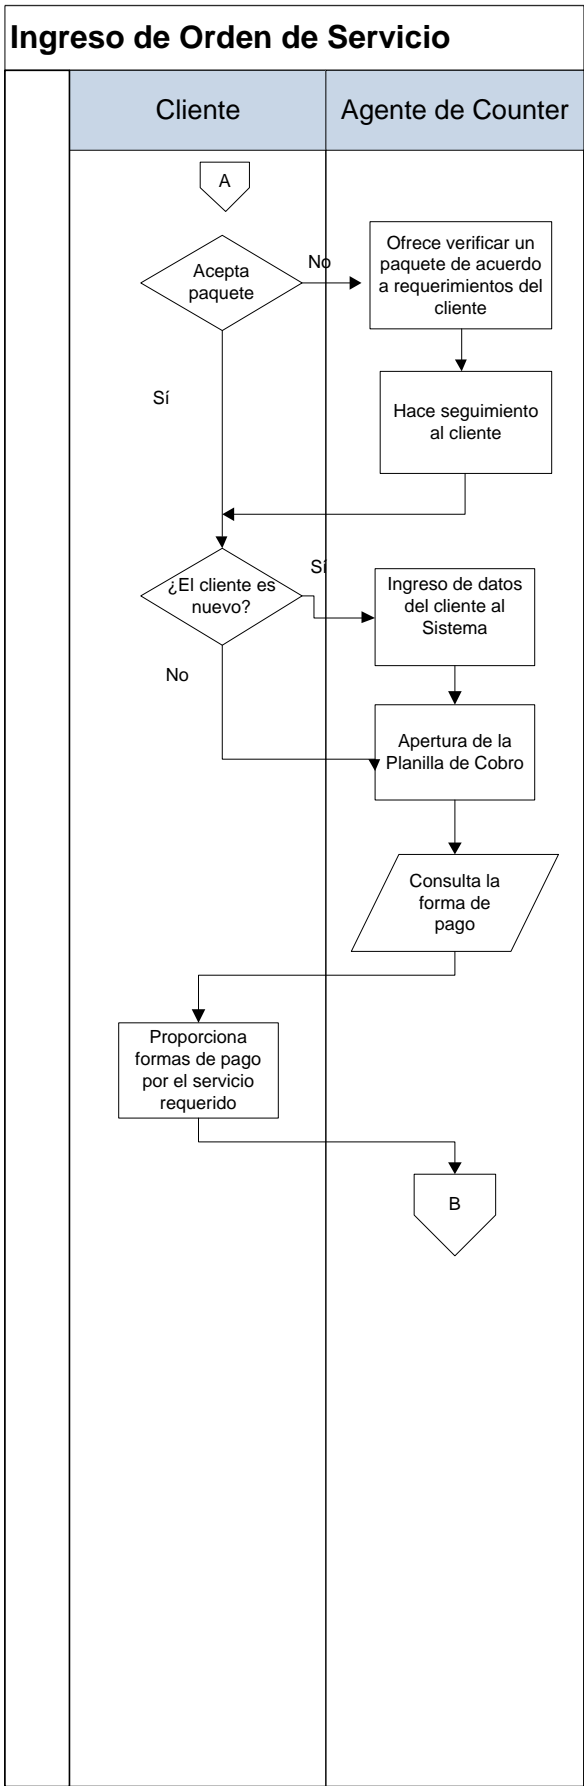 Ingreso de Orden de Servicio
Cliente
Agente de Counter
A
Acepta
paquete
No
Ofrece verificar un
paquete de acuerdo
a requerimientos del
cliente
Sí
Hace seguimiento
al cliente
¿El cliente es
nuevo?
Sí
Ingreso de datos
del cliente al
Sistema
No
Apertura de la
Planilla de Cobro
Consulta la
forma de
pago
Proporciona
formas de pago
por el servicio
requerido
B